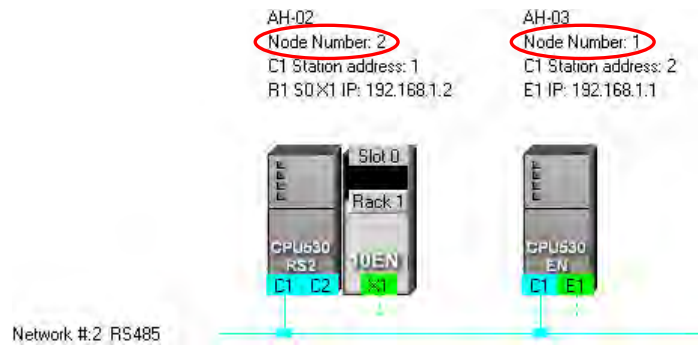 AH-02
Node Number: 2
C1 Station address: 1
R1 S0 X1 IP: 192.168.1.2
AH-03
Node Number: 1
C1 Station address: 2
E1 IP: 192.168.1.1
Slot 0
Rack 1
CPU530
RS2
10EN
C1 C2
X1
CPU530
EN
C1 E1
Network #:2 RS485